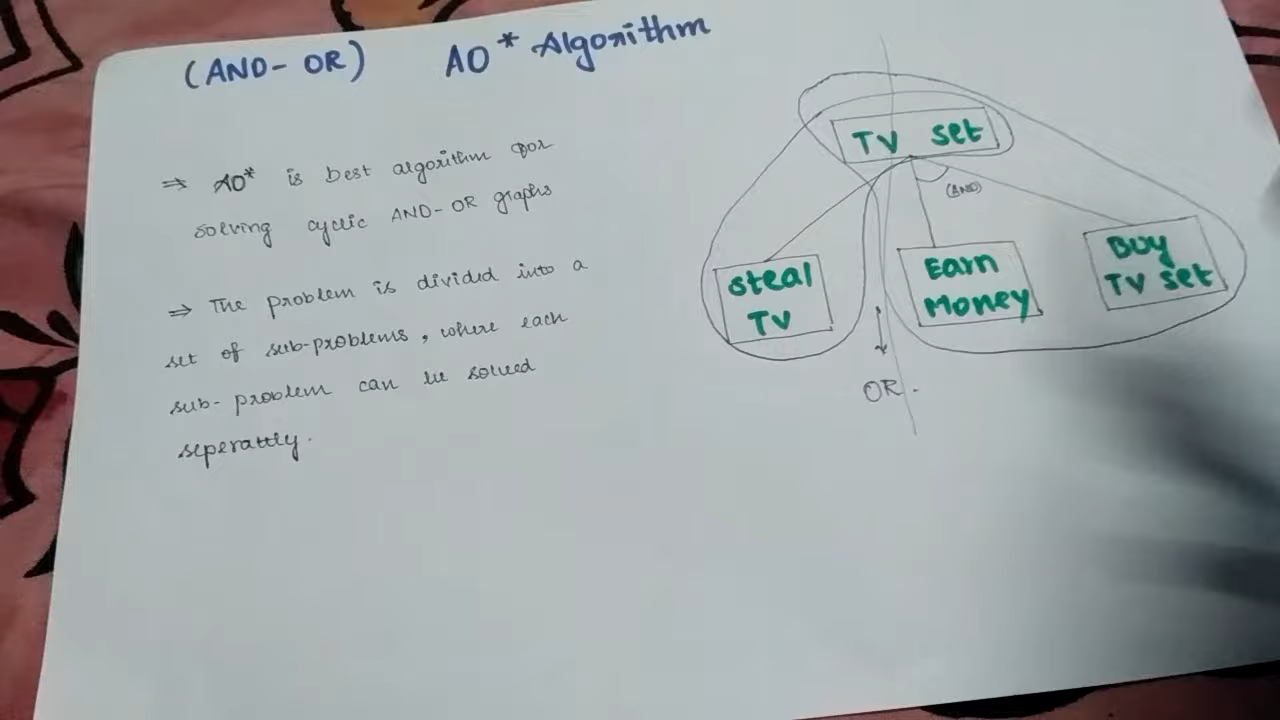 (AND-OR) AO* Algorithm
⇒ AO* is best algorithm for
solving cyclic AND-OR graphs
⇒ The problem is divided into a
set of sub-problems, where each
sub-problem can be solved
seperattly.
TV set
(AND)
Steal
TV
Earn
Money
Buy
TV set
OR.